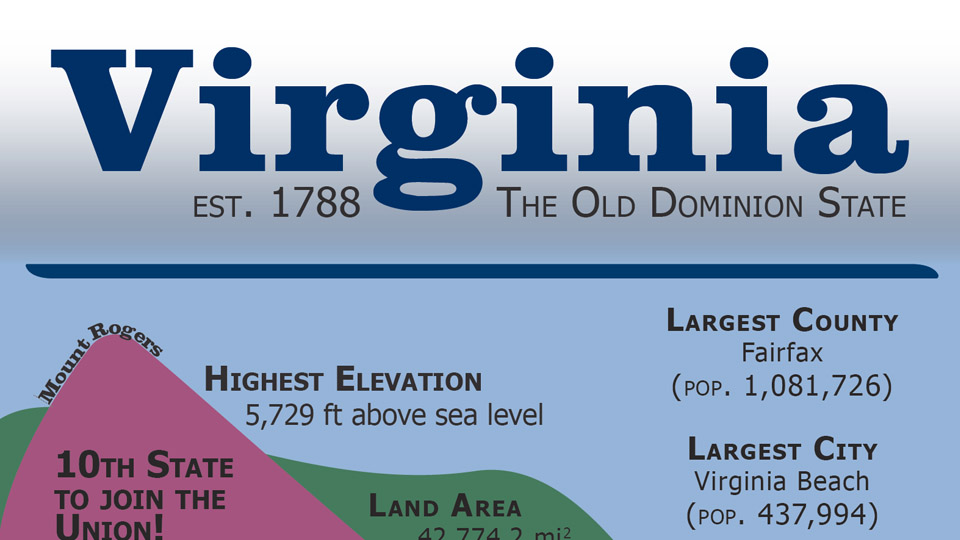 Virginia
EST. 1788
THE OLD DOMINION STATE
Mount Rogers
HIGHEST ELEVATION
5,729 ft above sea level
LARGEST COUNTY
Fairfax
(POP. 1,081,726)
LARGEST CITY
Virginia Beach
(POP. 437,994)
10TH STATE
TO JOIN THE
UNION!
LAND AREA
42,774.2 mi²